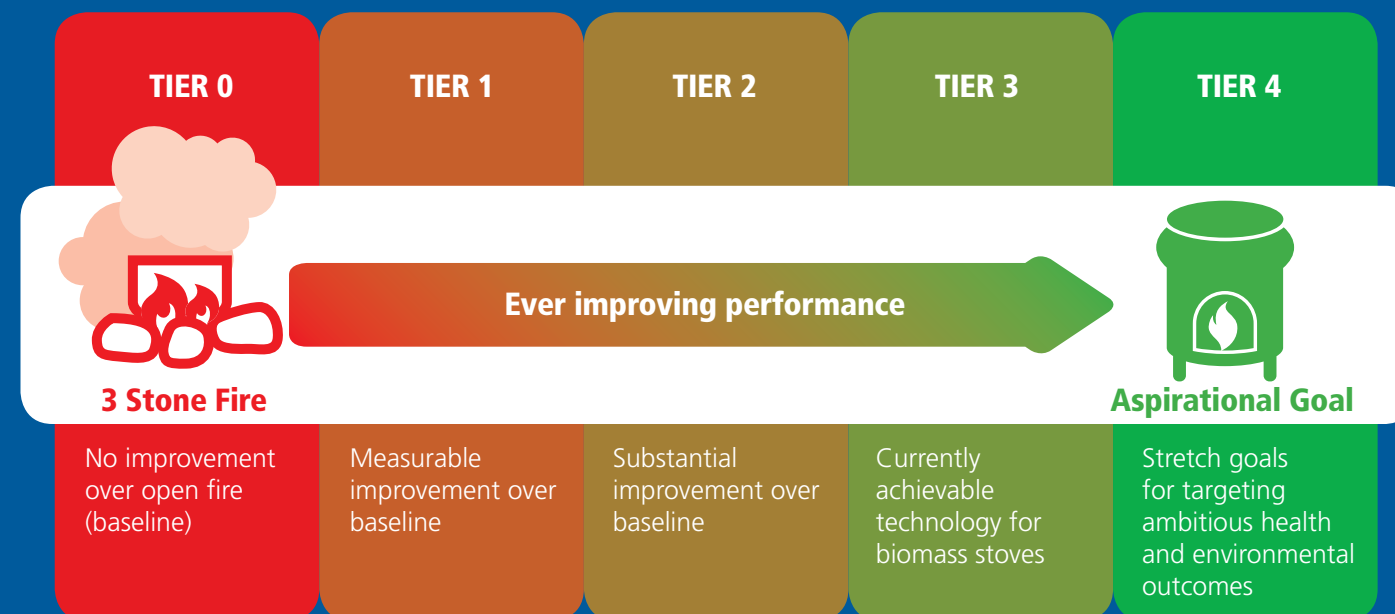 TIER 0
TIER 1
TIER 2
TIER 3
TIER 4
Ever improving performance
3 Stone Fire
Aspirational Goal
No improvement
over open fire
(baseline)
Measurable
improvement over
baseline
Substantial
improvement over
baseline
Currently
achievable
technology for
biomass stoves
Stretch goals
for targeting
ambitious health
and environmental
outcomes